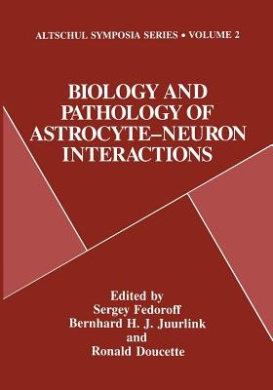 ALTSCHUL SYMPOSIA SERIES • VOLUME 2
BIOLOGY AND
PATHOLOGY OF
ASTROCYTE–NEURON
INTERACTIONS
Edited by
Sergey Fedoroff
Bernhard H. J. Juurlink
and
Ronald Doucette